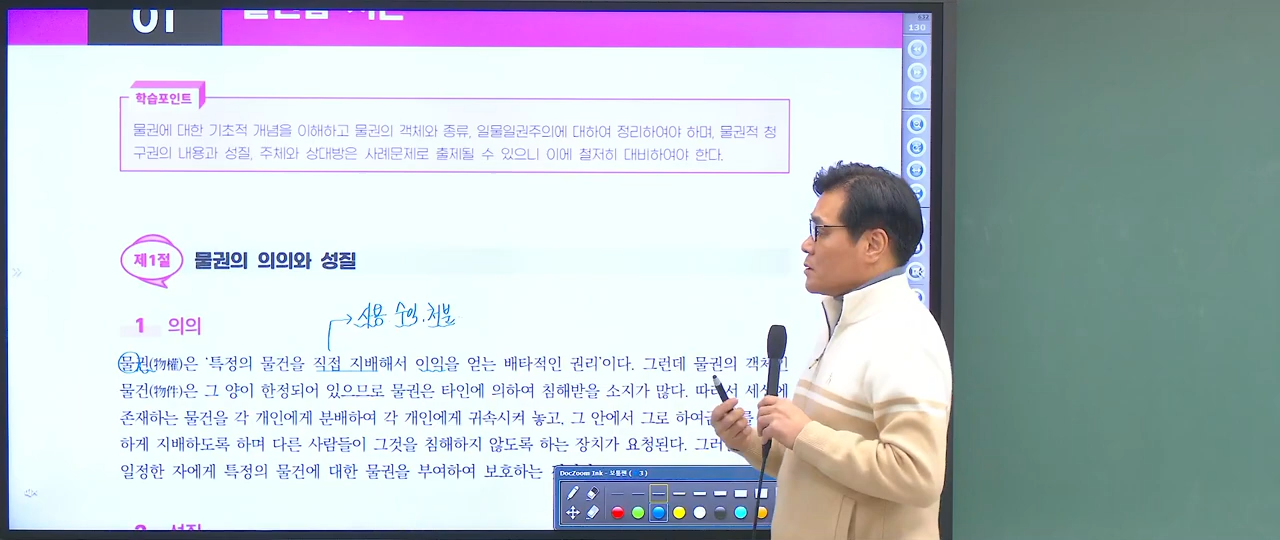 01
632
130
학습포인트
물권에 대한 기초적 개념을 이해하고 물권의 객체와 종류, 일물일권주의에 대하여 정리하여야 하며, 물권적 청
구권의 내용과 성질, 주체와 상대방은 사례문제로 출제될 수 있으니 이에 철저히 대비하여야 한다.
제1절 물권의 의의와 성질
사용 수익.처분
1 의의
물권(物權)은 '특정의 물건을 직접 지배해서 이익을 얻는 배타적인 권리'이다. 그런데 물권의 객체
물건(物件)은 그 양이 한정되어 있으므로 물권은 타인에 의하여 침해받을 소지가 많다. 따라서 세상에
존재하는 물건을 각 개인에게 분배하여 각 개인에게 귀속시켜 놓고, 그 안에서 그로 하여금
하게 지배하도록 하며 다른 사람들이 그것을 침해하지 않도록 하는 장치가 요청된다.
일정한 자에게 특정의 물건에 대한 물권을 부여하여 보호하는
DocZoom Ink - 보통펜 ( 3 )